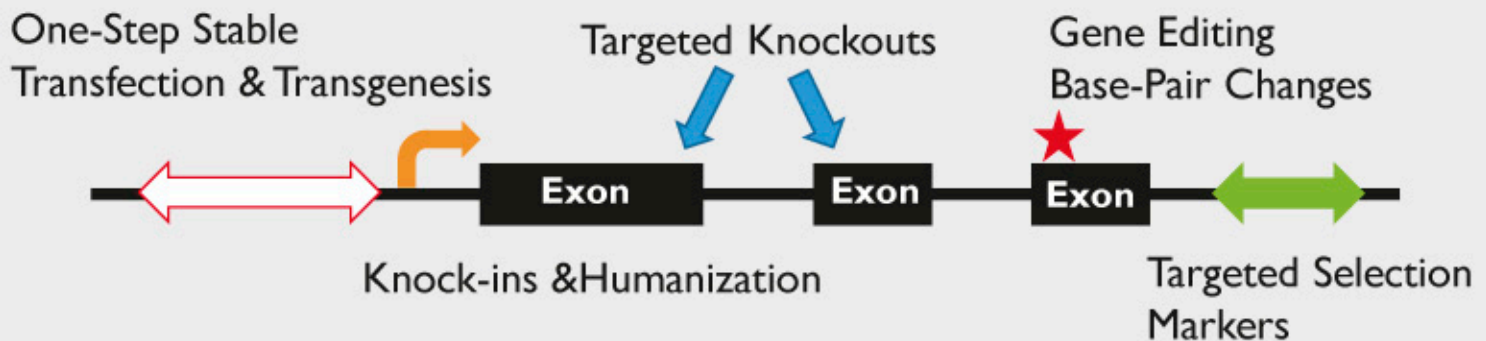 One-Step Stable
Transfection & Transgenesis
Targeted Knockouts
Gene Editing
Base-Pair Changes
Exon
Exon
Exon
Knock-ins &Humanization
Targeted Selection
Markers